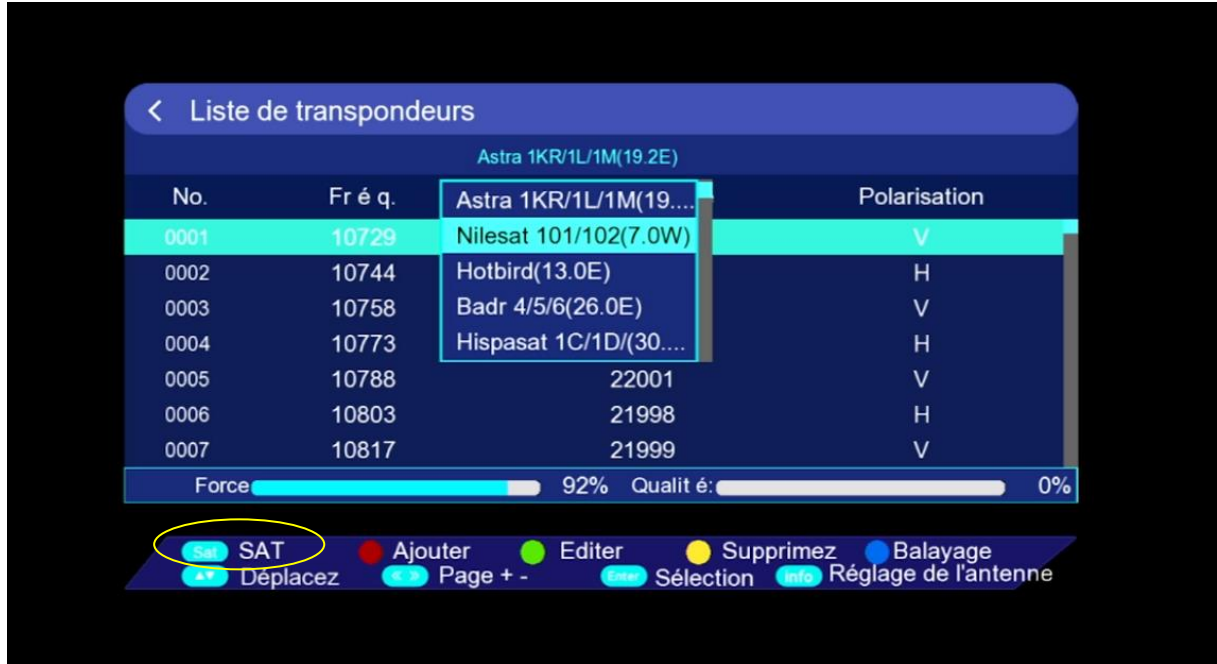 < Liste de transpondeurs
Astra 1KR/1L/1M(19.2E)
No. Fr é q. Polarisation
Astra 1KR/1L/1M(19....
Nilesat 101/102(7.0W)
Hotbird(13.0E)
Badr 4/5/6(26.0E)
Hispasat 1C/1D/(30....
0001 10729 V
0002 10744 H
0003 10758 V
0004 10773 H
0005 10788 22001 V
0006 10803 21998 H
0007 10817 21999 V
Force 92% Qualit é: 0%
Sat SAT Ajouter Editer Supprimez Balayage
▲▼ Déplacez « » Page + - Enter Sélection info Réglage de l'antenne